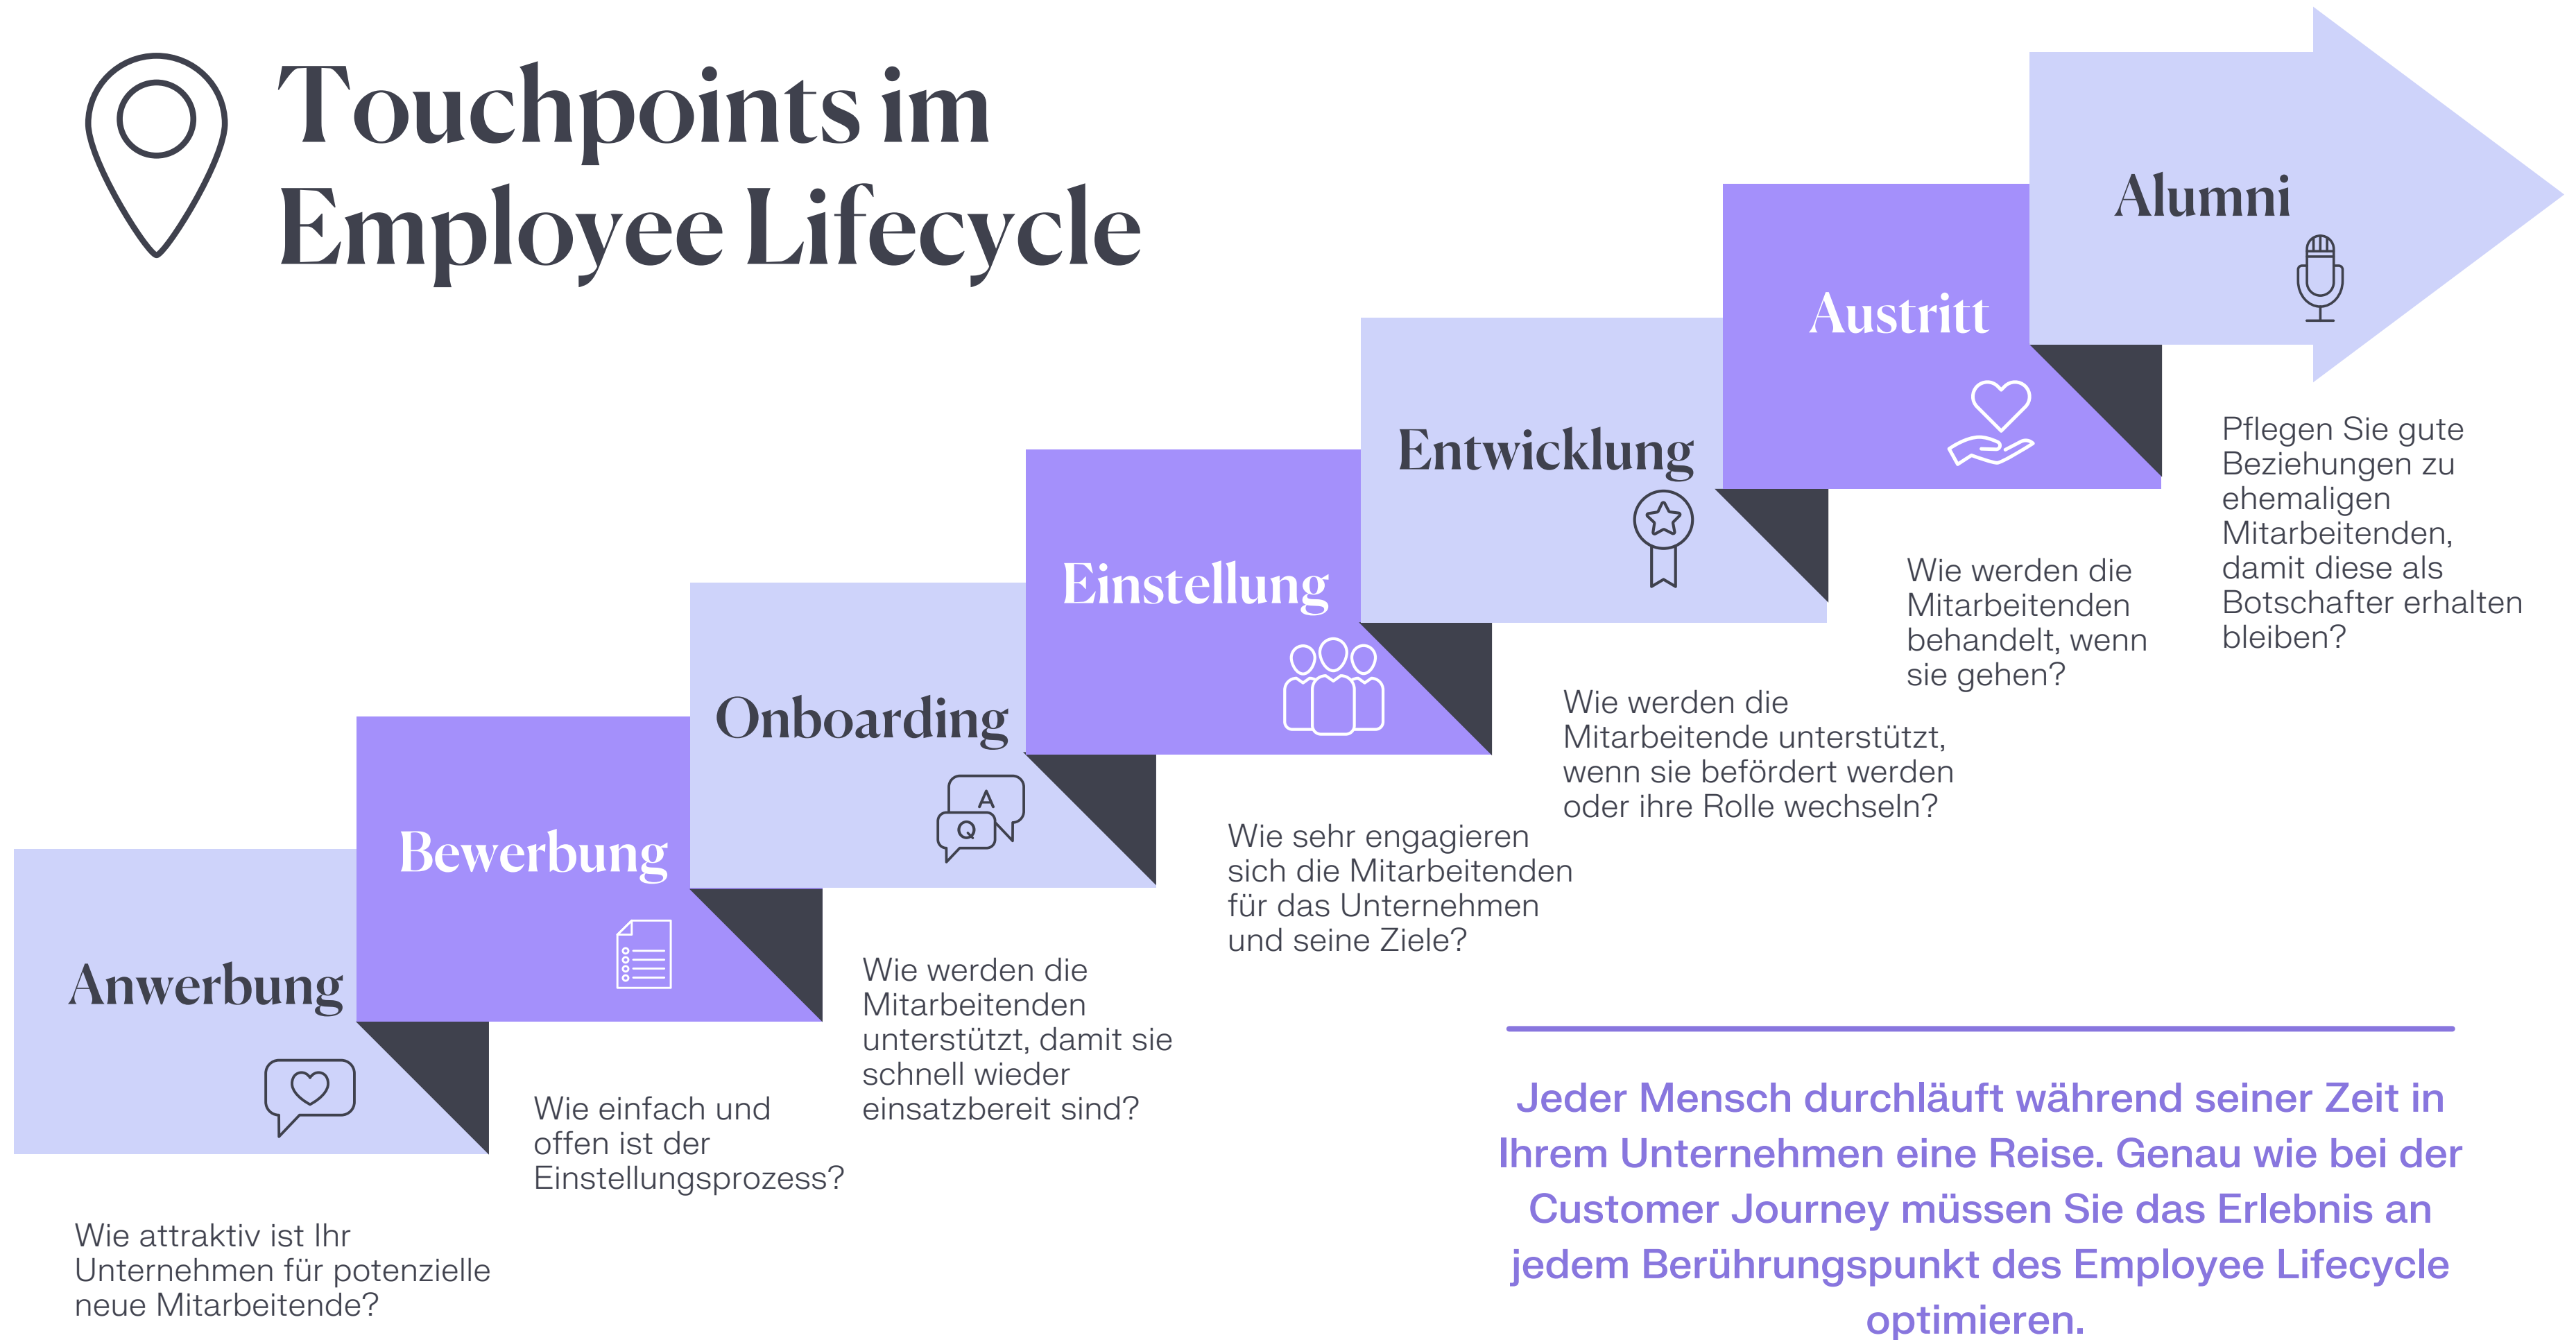 Touchpoints im
Employee Lifecycle
Anwerbung
Wie attraktiv ist Ihr
Unternehmen für potenzielle
neue Mitarbeitende?
Bewerbung
Wie einfach und
offen ist der
Einstellungsprozess?
Onboarding
A
Q
Wie werden die
Mitarbeitenden
unterstützt, damit sie
schnell wieder
einsatzbereit sind?
Einstellung
Wie sehr engagieren
sich die Mitarbeitenden
für das Unternehmen
und seine Ziele?
Entwicklung
Wie werden die
Mitarbeitende unterstützt,
wenn sie befördert werden
oder ihre Rolle wechseln?
Austritt
Wie werden die
Mitarbeitenden
behandelt, wenn
sie gehen?
Alumni
Pflegen Sie gute
Beziehungen zu
ehemaligen
Mitarbeitenden,
damit diese als
Botschafter erhalten
bleiben?
Jeder Mensch durchläuft während seiner Zeit in
Ihrem Unternehmen eine Reise. Genau wie bei der
Customer Journey müssen Sie das Erlebnis an
jedem Berührungspunkt des Employee Lifecycle
optimieren.